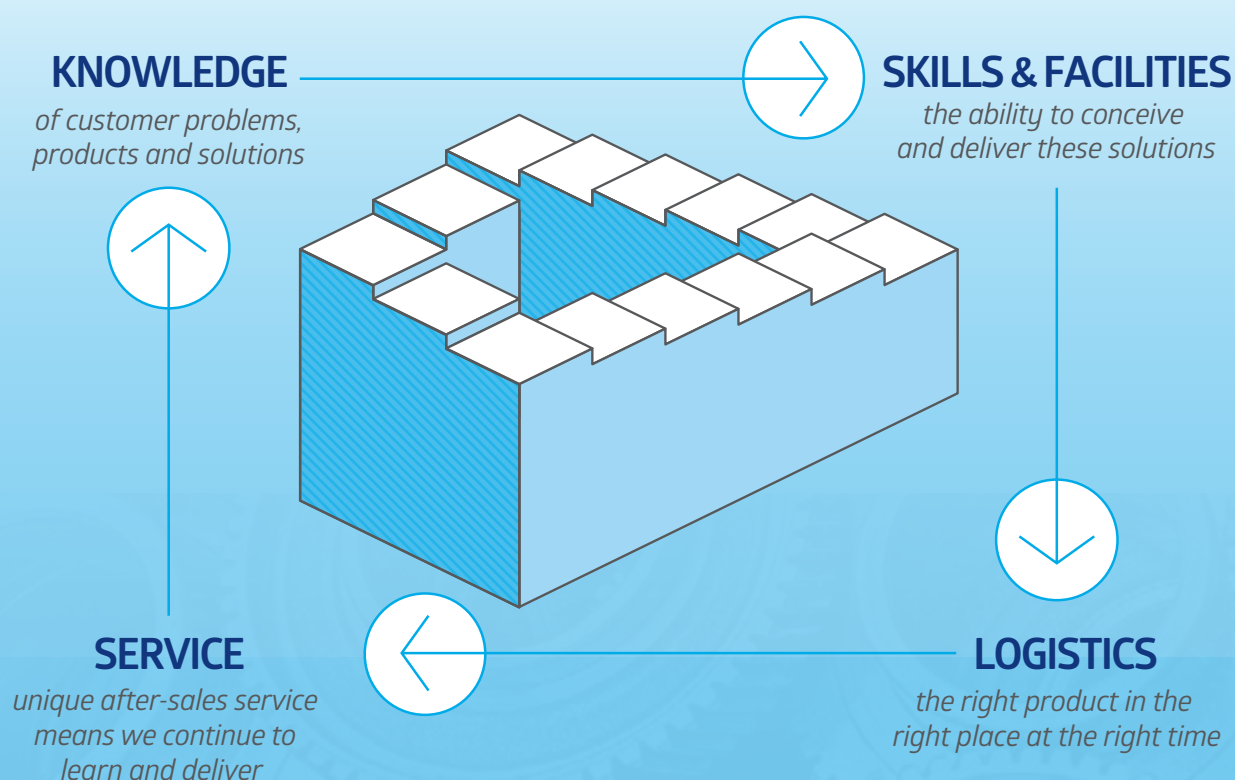 KNOWLEDGE
of customer problems,
products and solutions
SKILLS & FACILITIES
the ability to conceive
and deliver these solutions
SERVICE
unique after-sales service
means we continue to
learn and deliver
LOGISTICS
the right product in the
right place at the right time